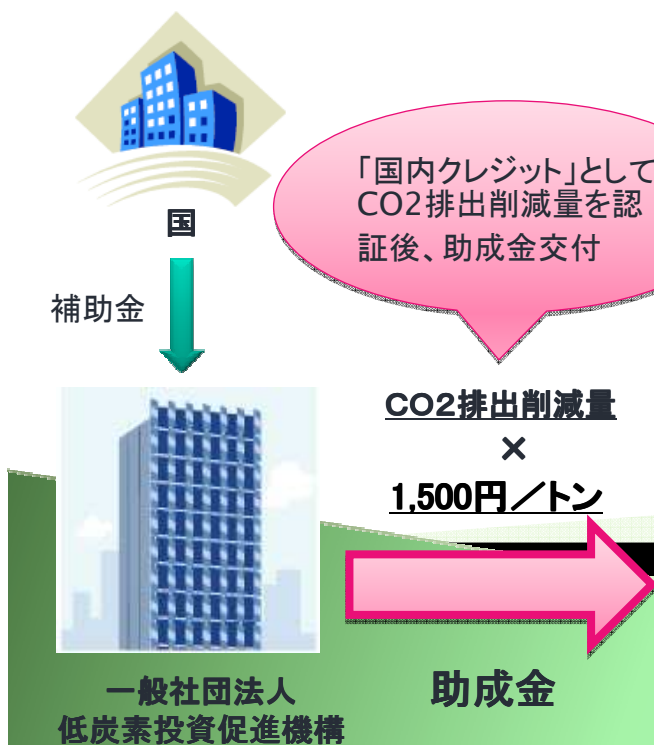 国
補助金
「国内クレジット」として
CO2排出削減量を認
証後、助成金交付
CO2排出削減量
×
1,500円／トン
助成金
一般社団法人
低炭素投資促進機構